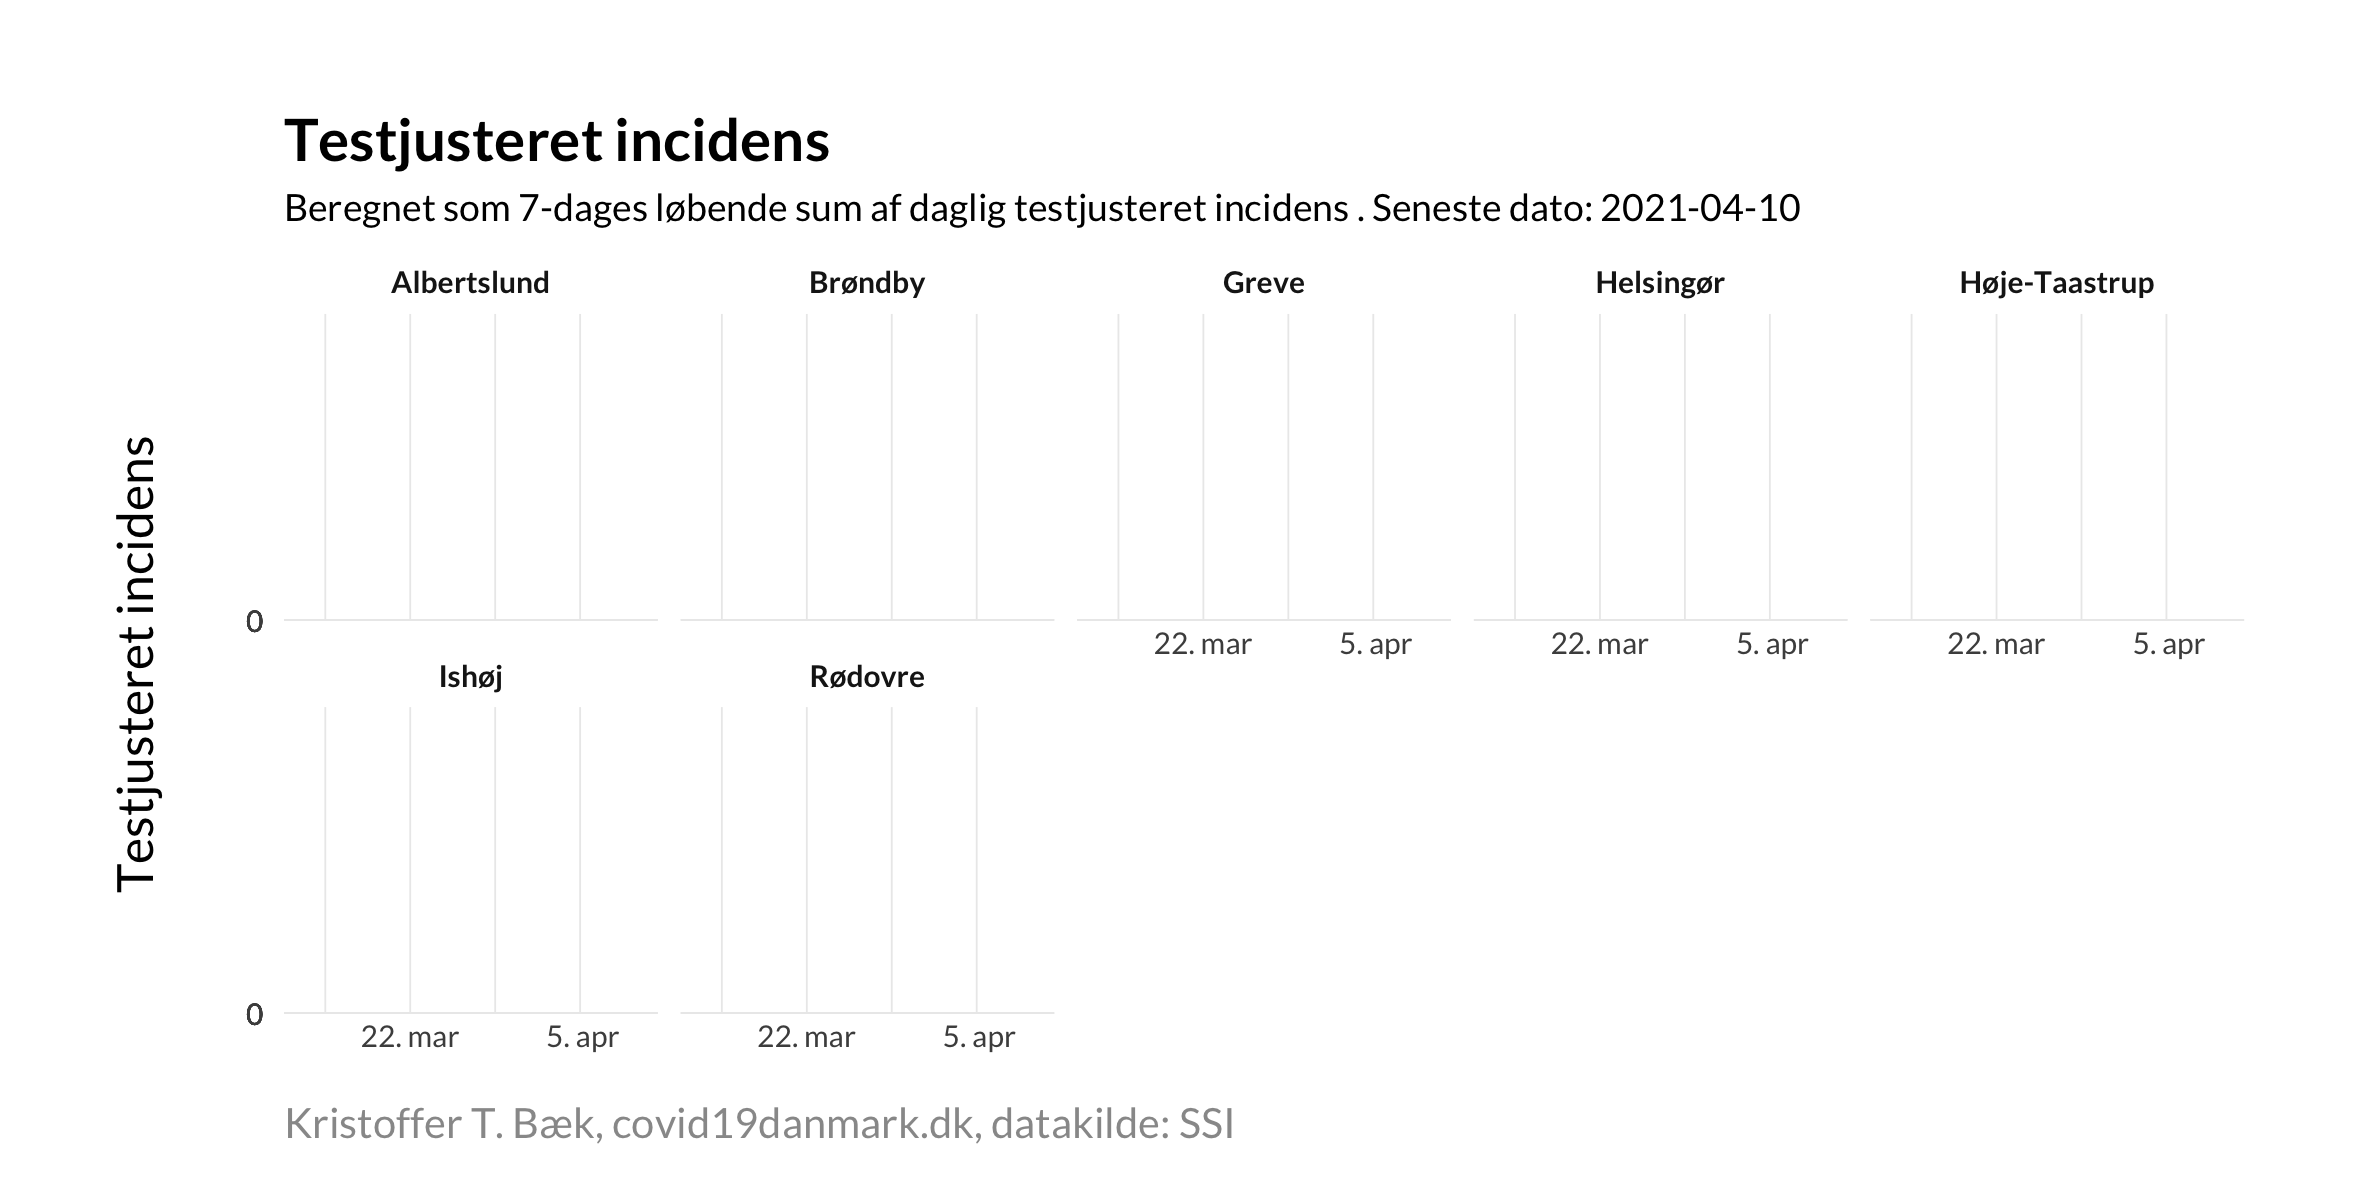 Testjusteret incidens
Beregnet som 7-dages løbende sum af daglig testjusteret incidens . Seneste dato: 2021-04-10
Testjusteret incidens
Albertslund
Brøndby
Greve
Helsingør
Høje-Taastrup
0
22. mar
5. apr
22. mar
5. apr
22. mar
5. apr
Ishøj
Rødovre
0
22. mar
5. apr
22. mar
5. apr
Kristoffer T. Bæk, covid19danmark.dk, datakilde: SSI